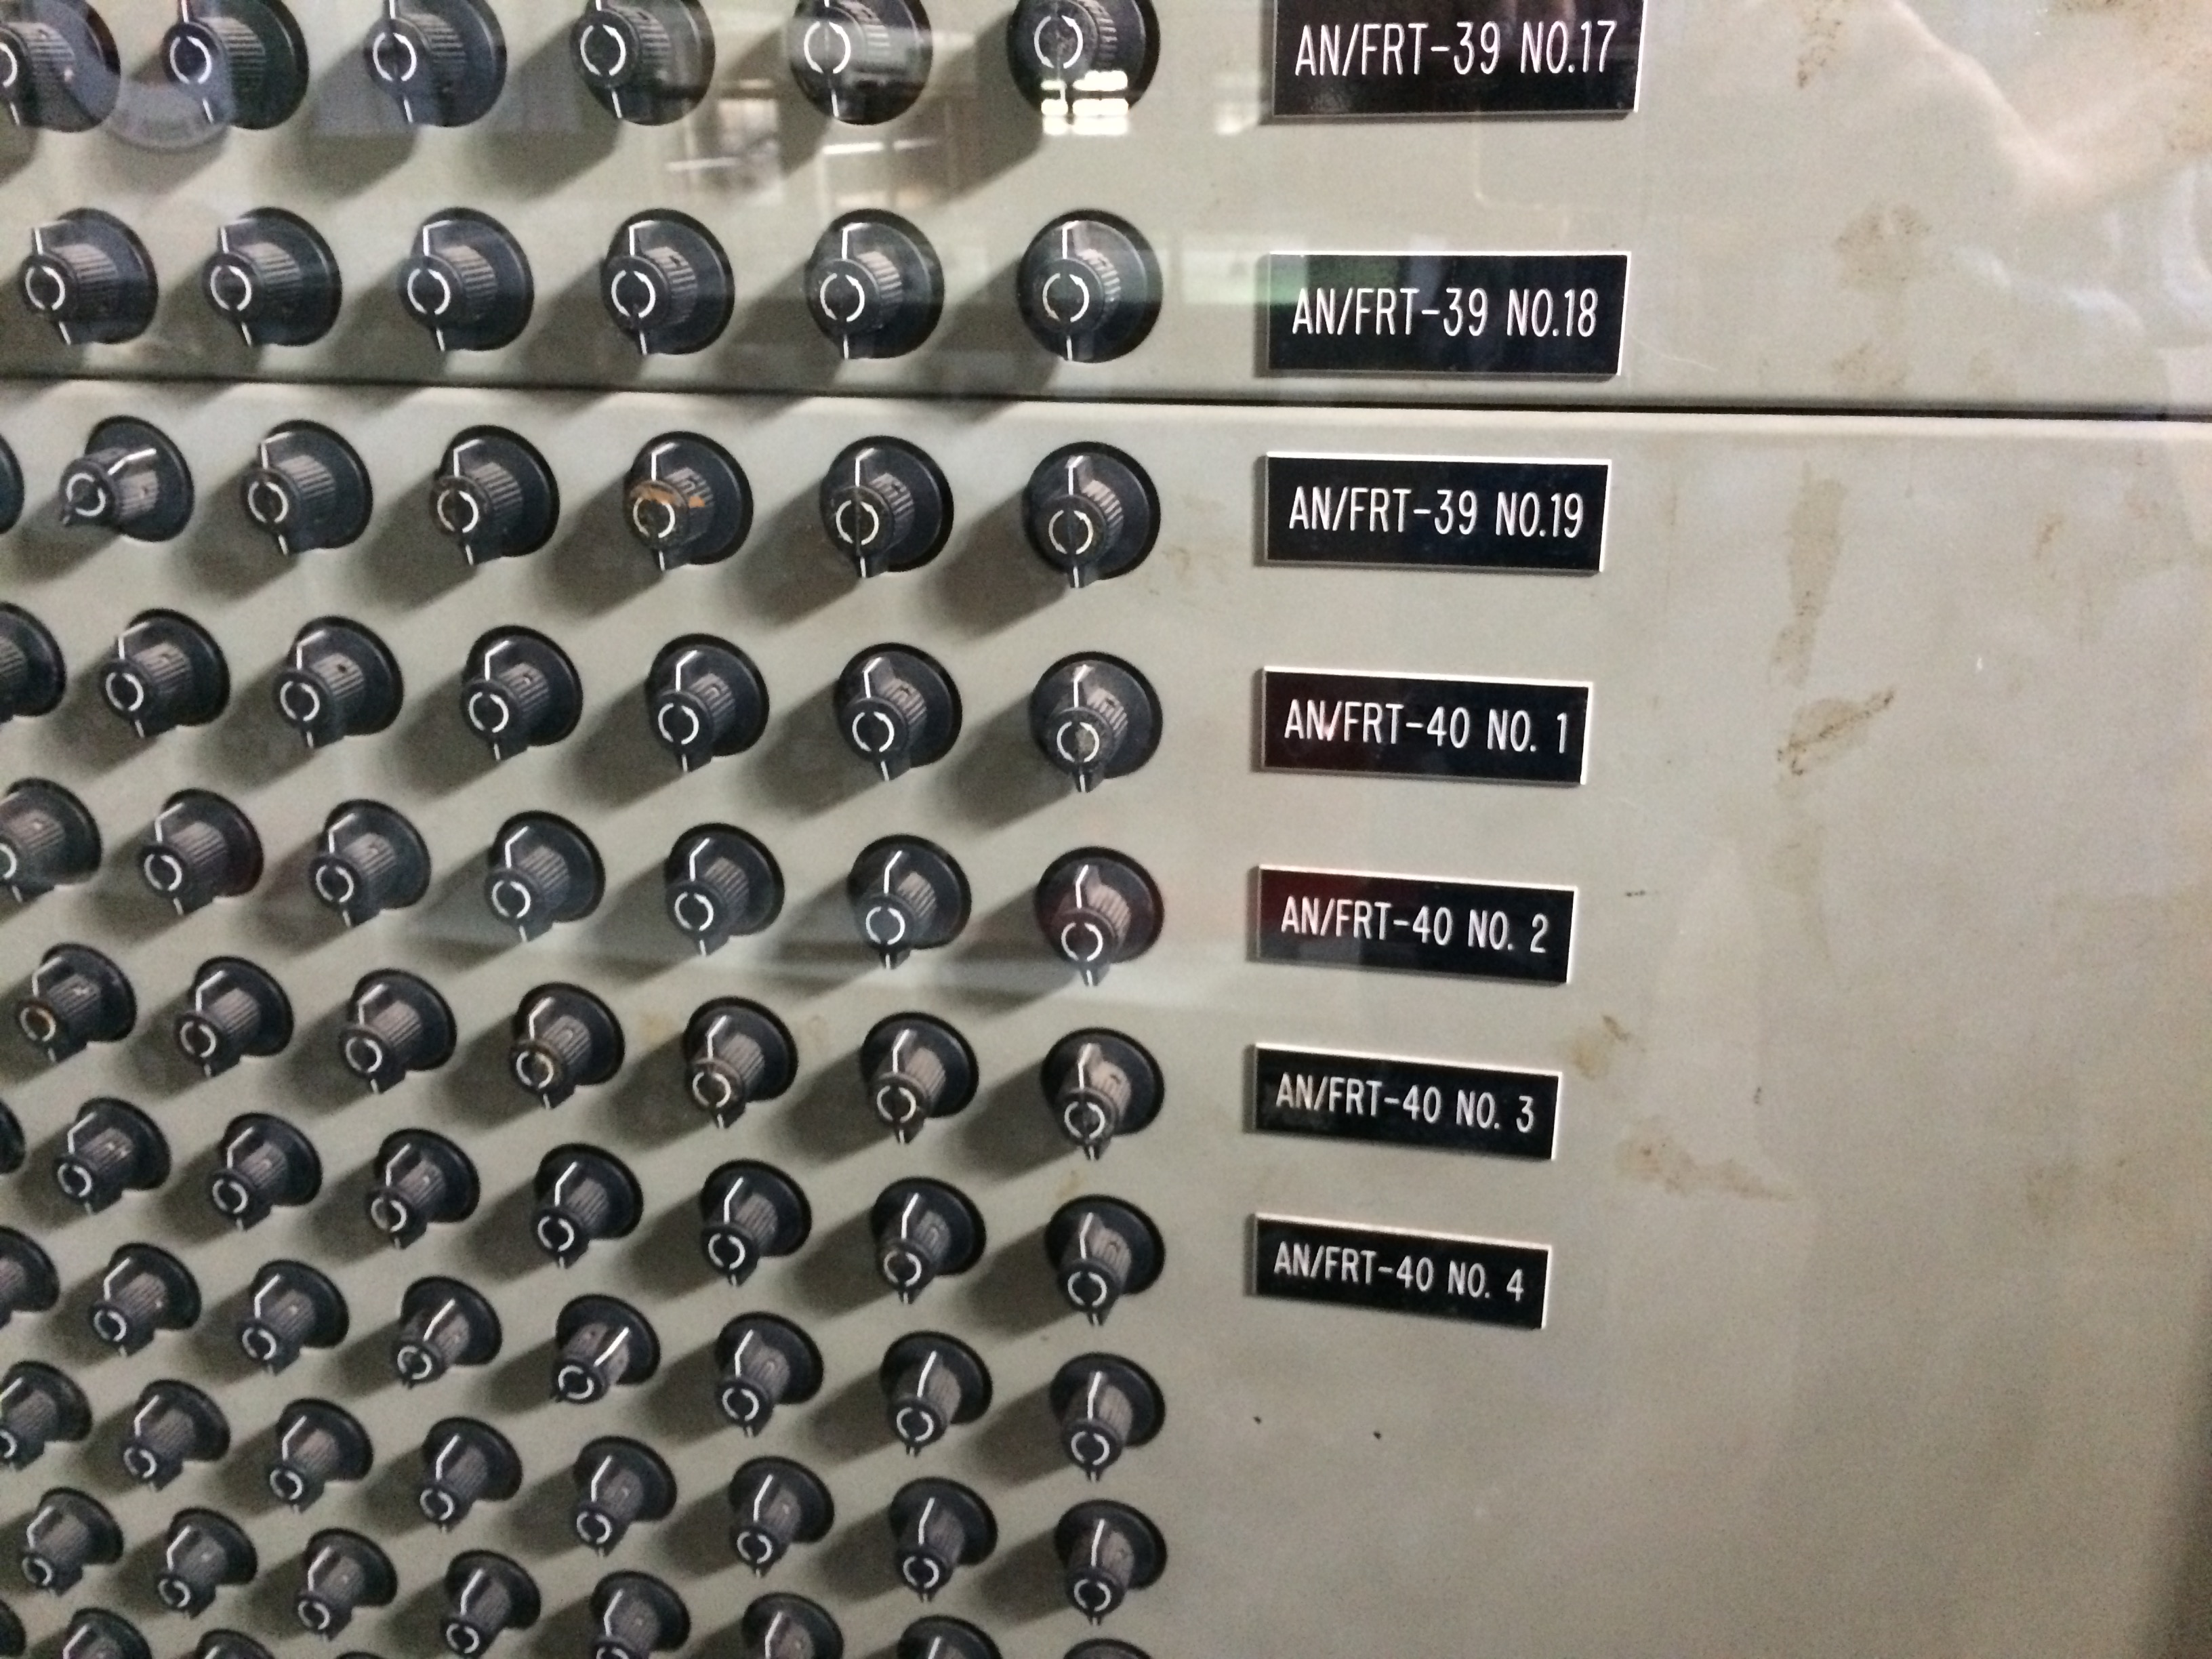 AN/FRT-39 NO.17
AN/FRT-39 NO.18
AN/FRT-39 NO.19
AN/FRT-40 NO. 1
AN/FRT-40 NO. 2
AN/FRT-40 NO. 3
AN/FRT-40 NO. 4